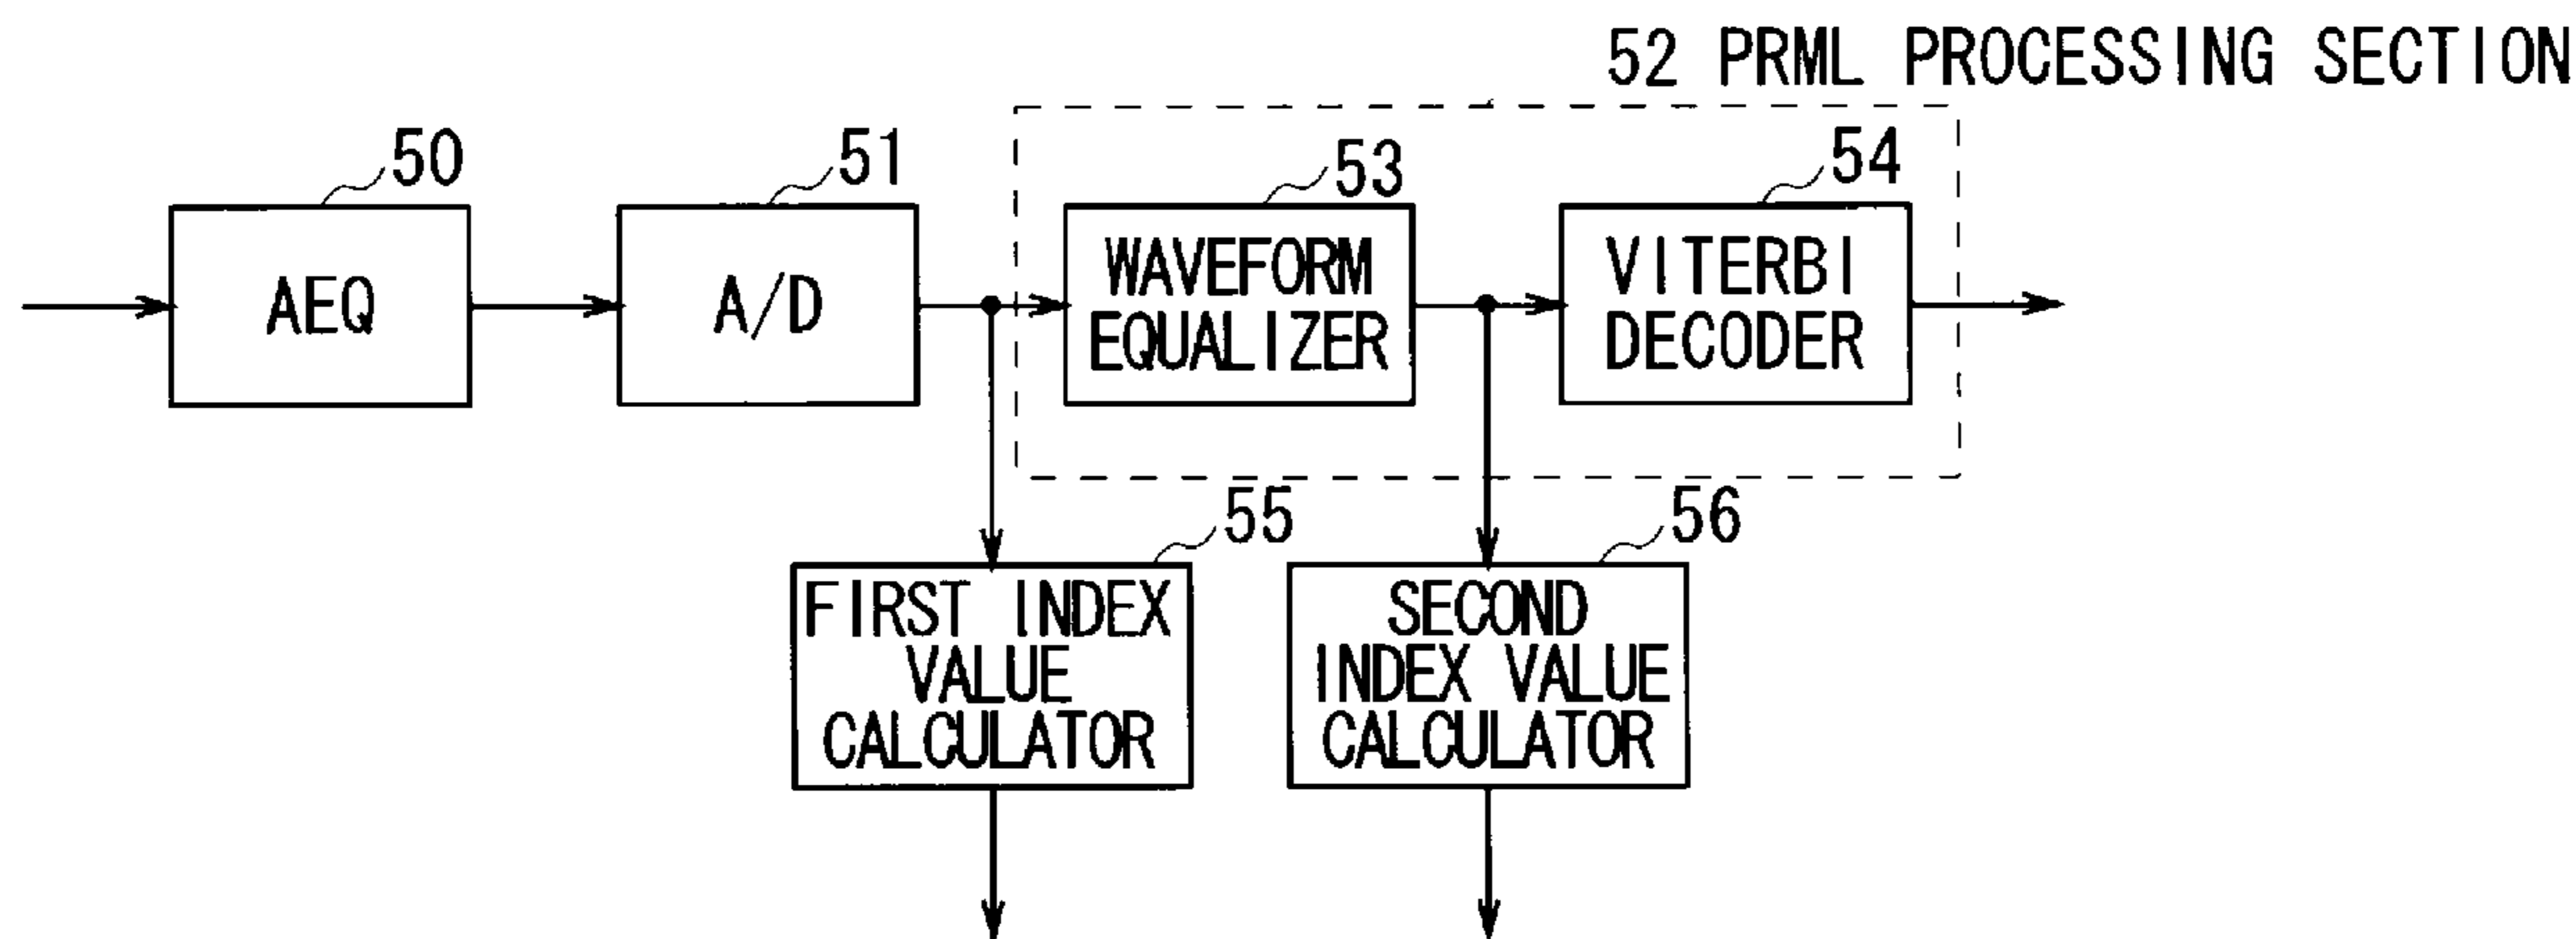 52 PRML PROCESSING SECTION
50
51
53
54
AEQ
A/D
WAVEFORM
EQUALIZER
VITERBI
DECODER
55
56
FIRST INDEX
VALUE
CALCULATOR
SECOND
INDEX VALUE
CALCULATOR